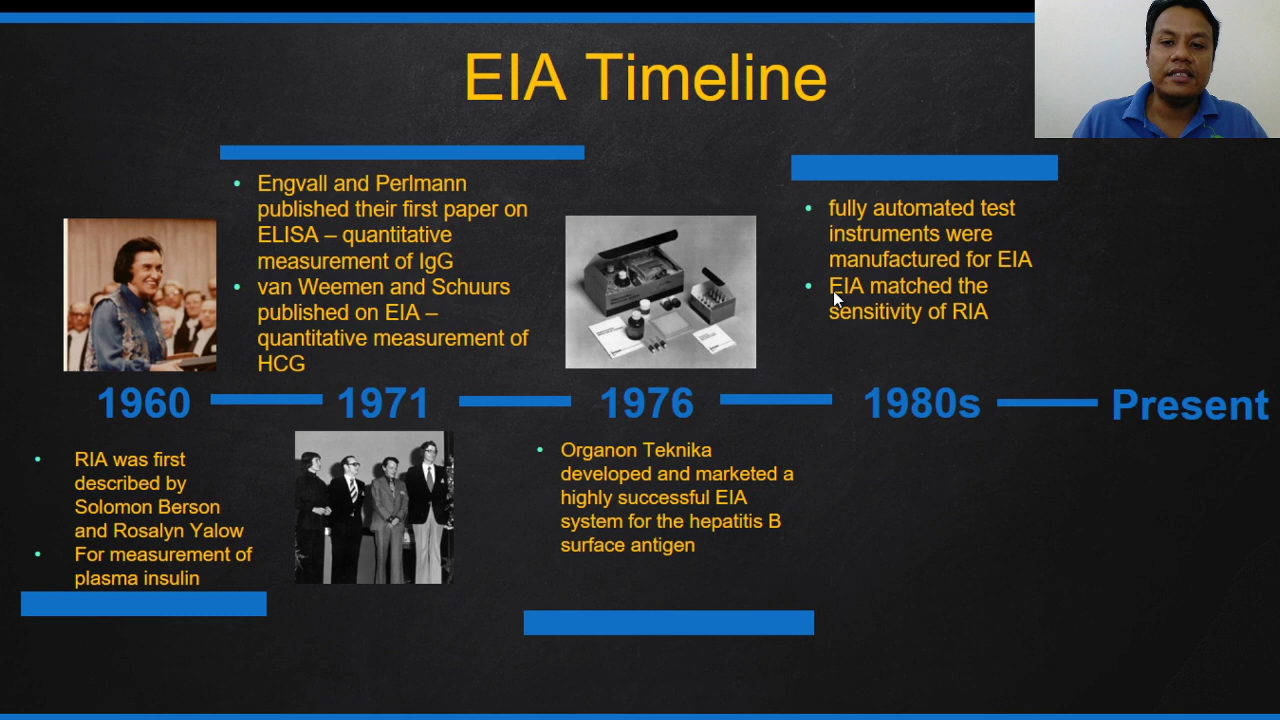 EIA Timeline
• Engvall and Perlmann
published their first paper on
ELISA – quantitative
measurement of IgG
• van Weemen and Schuurs
published on EIA –
quantitative measurement of
HCG
• fully automated test
instruments were
manufactured for EIA
• EIA matched the
sensitivity of RIA
1960
1971
1976
1980s
Present
• RIA was first
described by
Solomon Berson
and Rosalyn Yalow
• For measurement of
plasma insulin
• Organon Teknika
developed and marketed a
highly successful EIA
system for the hepatitis B
surface antigen